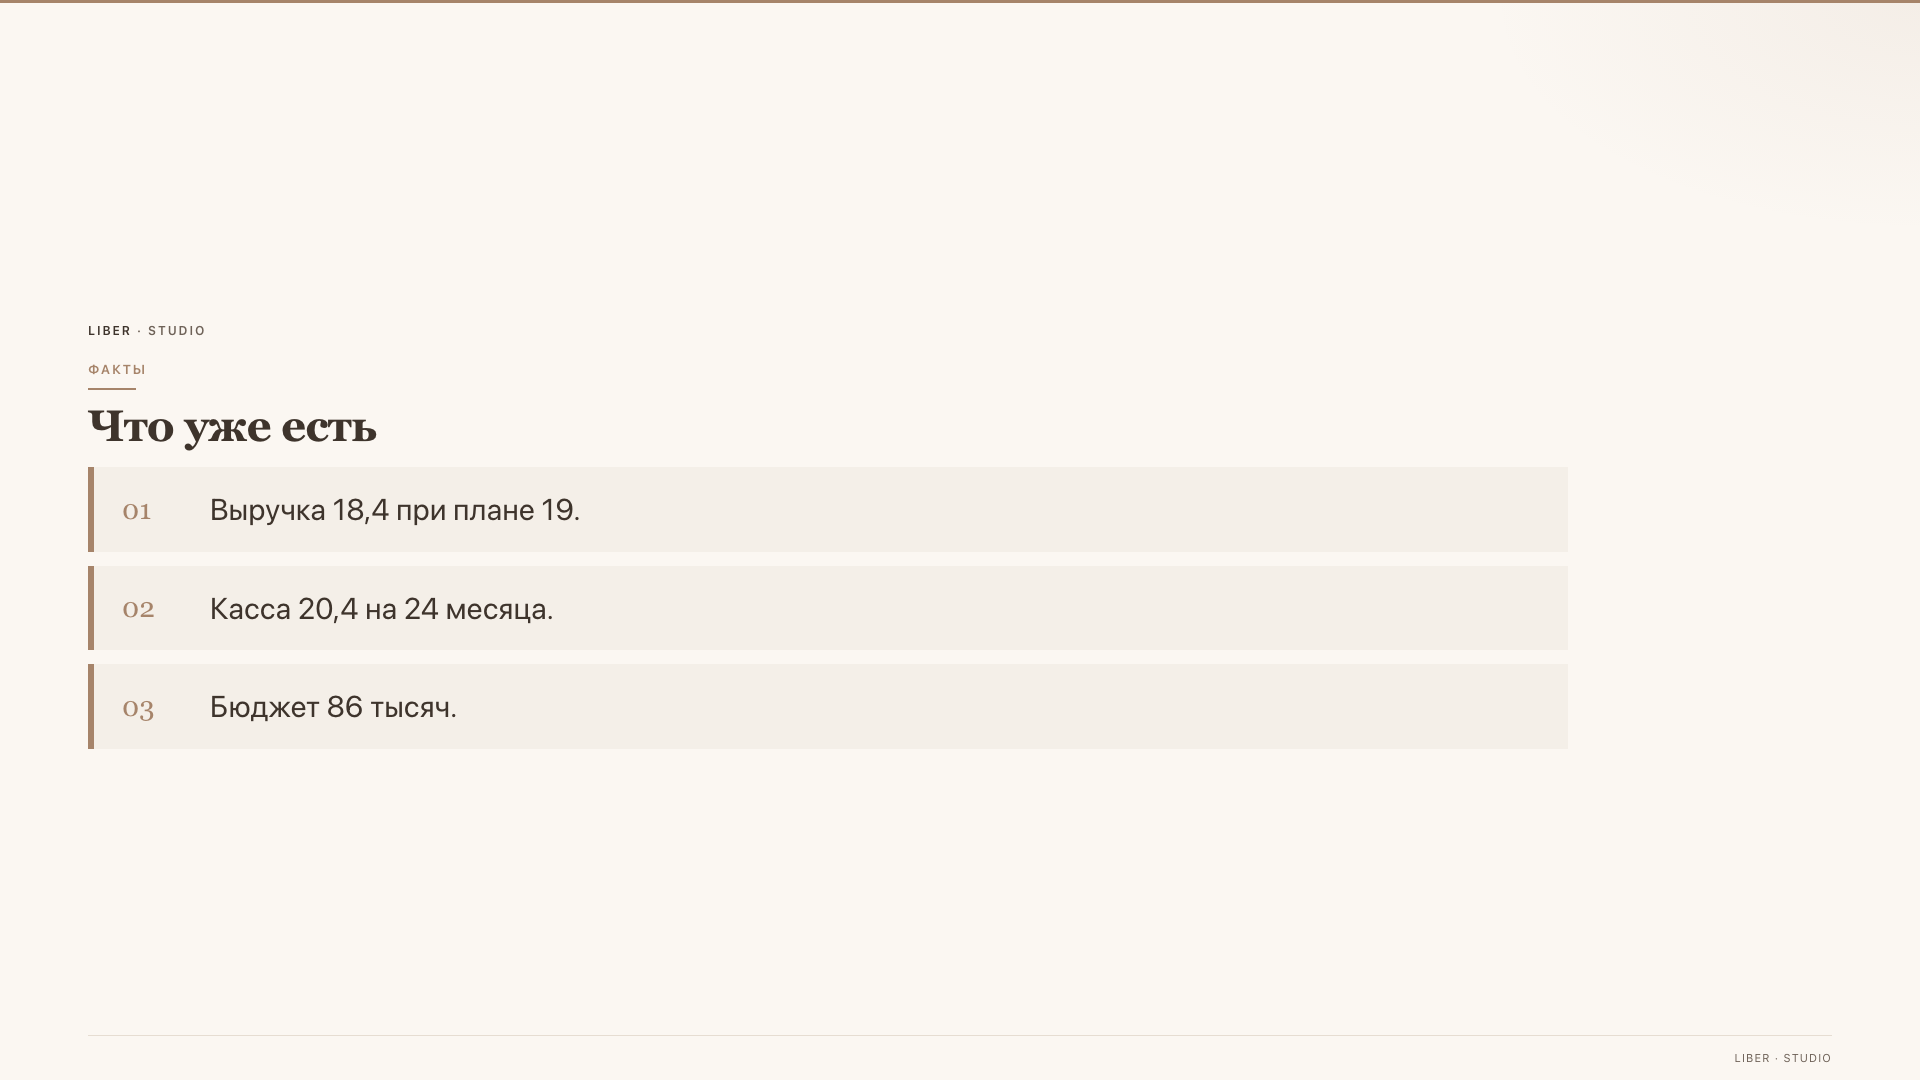 LIBER · STUDIO
ФАКТЫ
Что уже есть
01 Выручка 18,4 при плане 19.
02 Касса 20,4 на 24 месяца.
03 Бюджет 86 тысяч.
LIBER · STUDIO